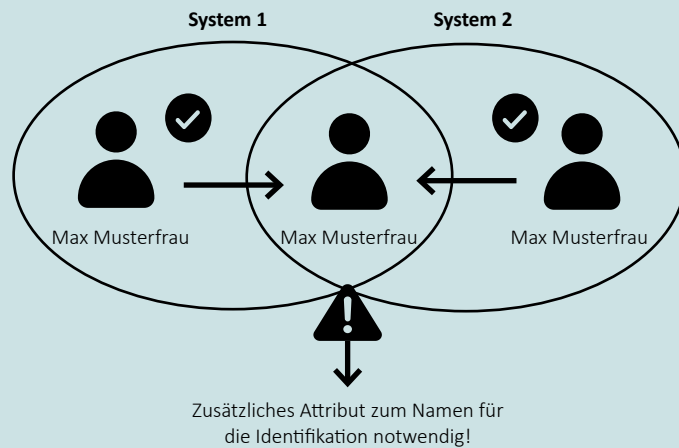 System 1
System 2
Max Musterfrau
Max Musterfrau
Max Musterfrau
Zusätzliches Attribut zum Namen für
die Identifikation notwendig!